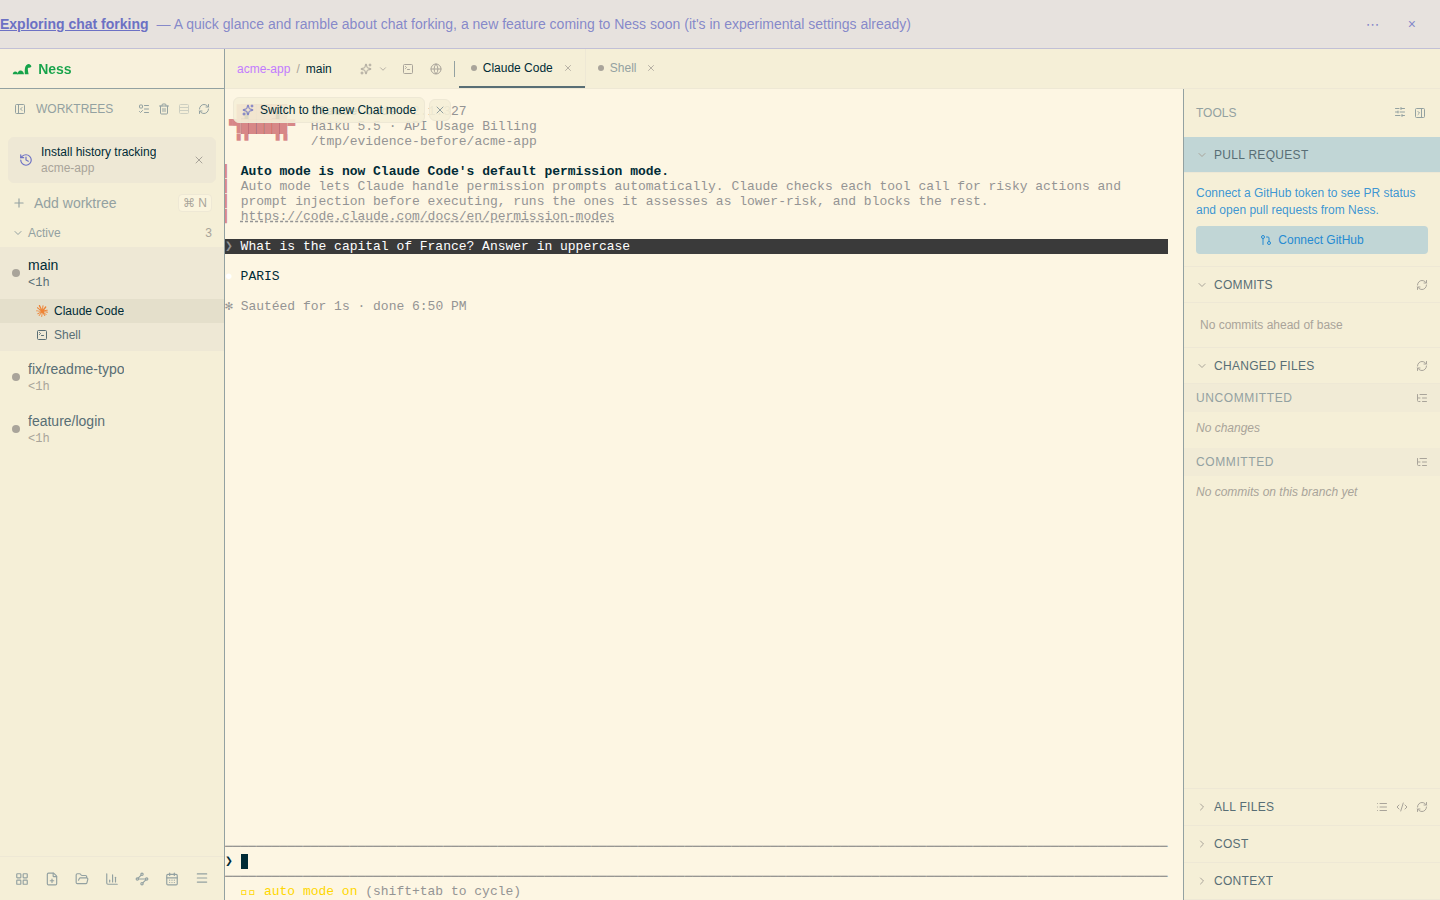 Exploring chat forking — A quick glance and ramble about chat forking, a new feature coming to Ness soon (it's in experimental settings already)
Ness
acme-app / main
Claude Code
Shell
WORKTREES
Install history tracking
acme-app
Add worktree ⌘ N
Active 3
main
<1h
Claude Code
Shell
fix/readme-typo
<1h
feature/login
<1h
Switch to the new Chat mode
27
Haiku 5.5 · API Usage Billing
/tmp/evidence-before/acme-app
Auto mode is now Claude Code's default permission mode.
Auto mode lets Claude handle permission prompts automatically. Claude checks each tool call for risky actions and
prompt injection before executing, runs the ones it assesses as lower-risk, and blocks the rest.
https://code.claude.com/docs/en/permission-modes
❯ What is the capital of France? Answer in uppercase
PARIS
✻ Sautéed for 1s · done 6:50 PM
❯
auto mode on (shift+tab to cycle)
TOOLS
PULL REQUEST
Connect a GitHub token to see PR status
and open pull requests from Ness.
Connect GitHub
COMMITS
No commits ahead of base
CHANGED FILES
UNCOMMITTED
No changes
COMMITTED
No commits on this branch yet
ALL FILES
COST
CONTEXT